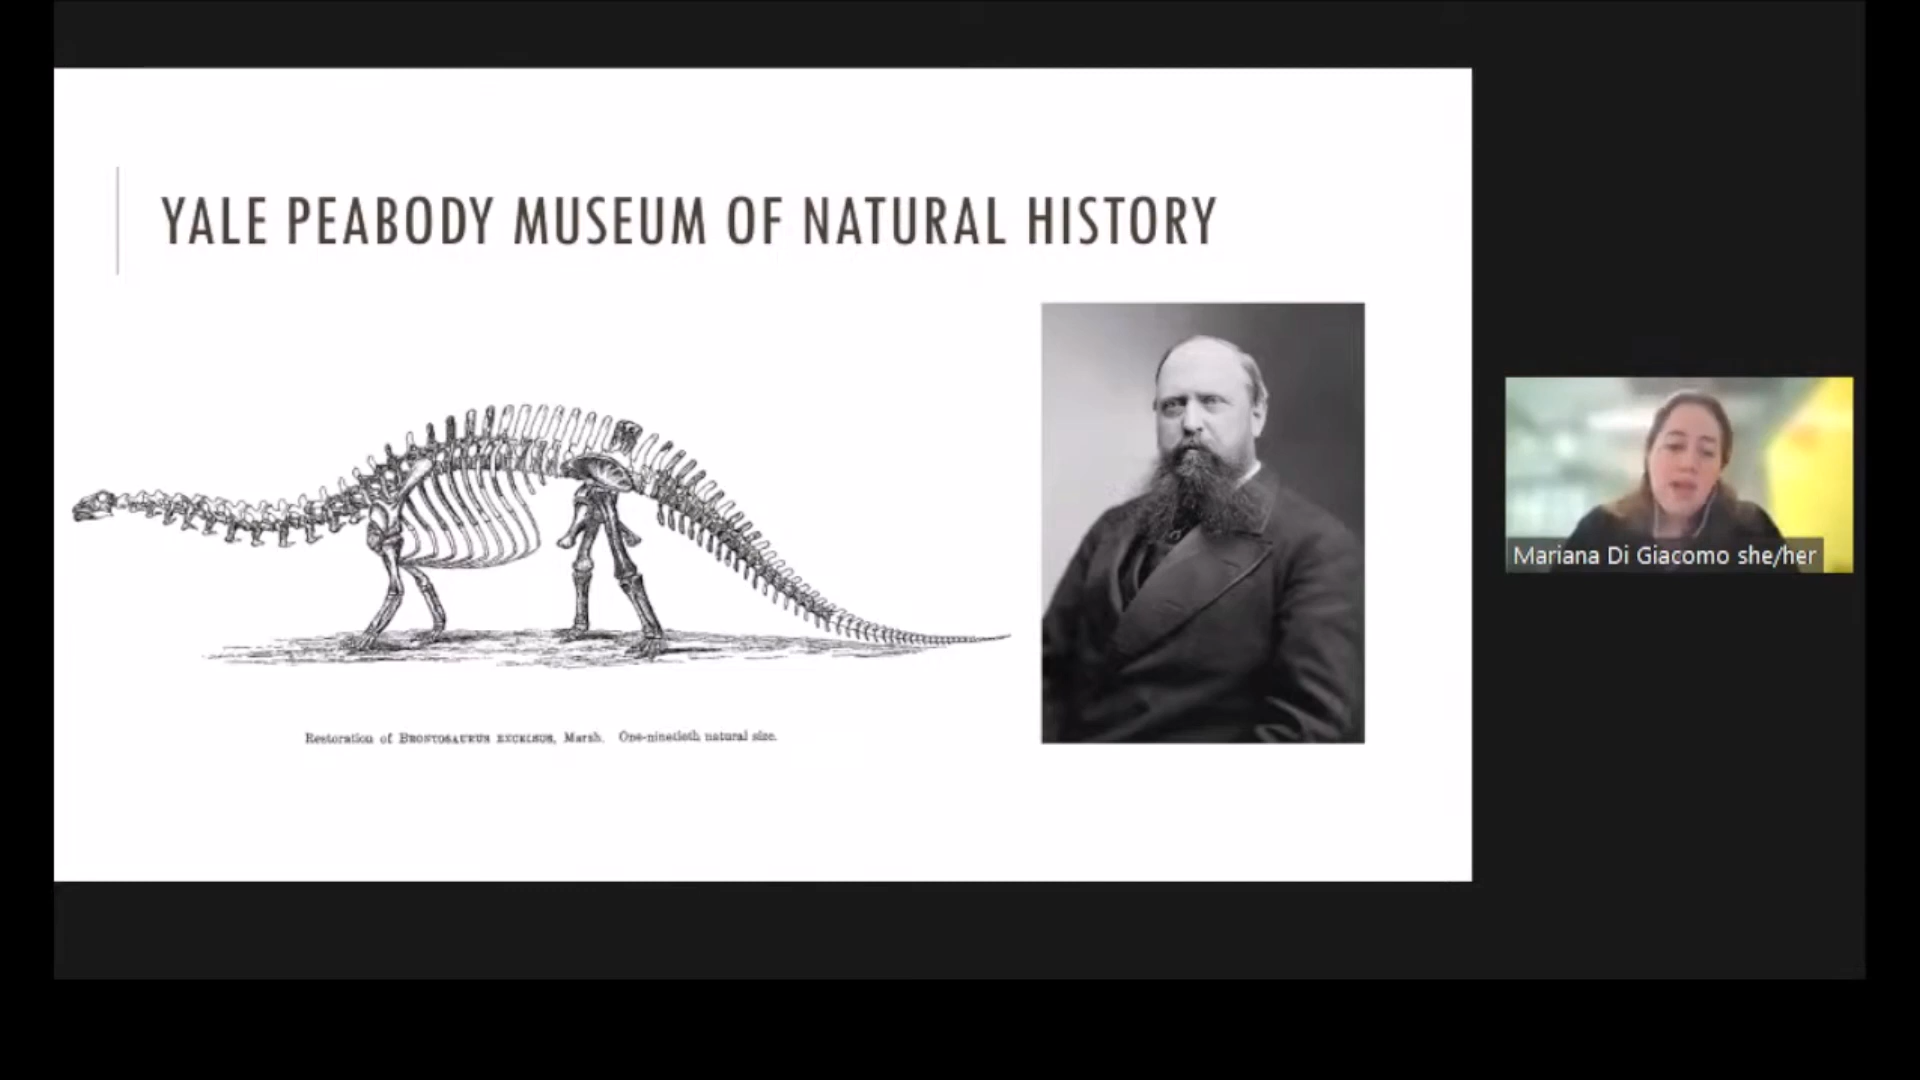 YALE PEABODY MUSEUM OF NATURAL HISTORY
Restoration of BRONTOSAURUS EXCELSUS, Marsh. One-ninetieth natural size.
Mariana Di Giacomo she/her